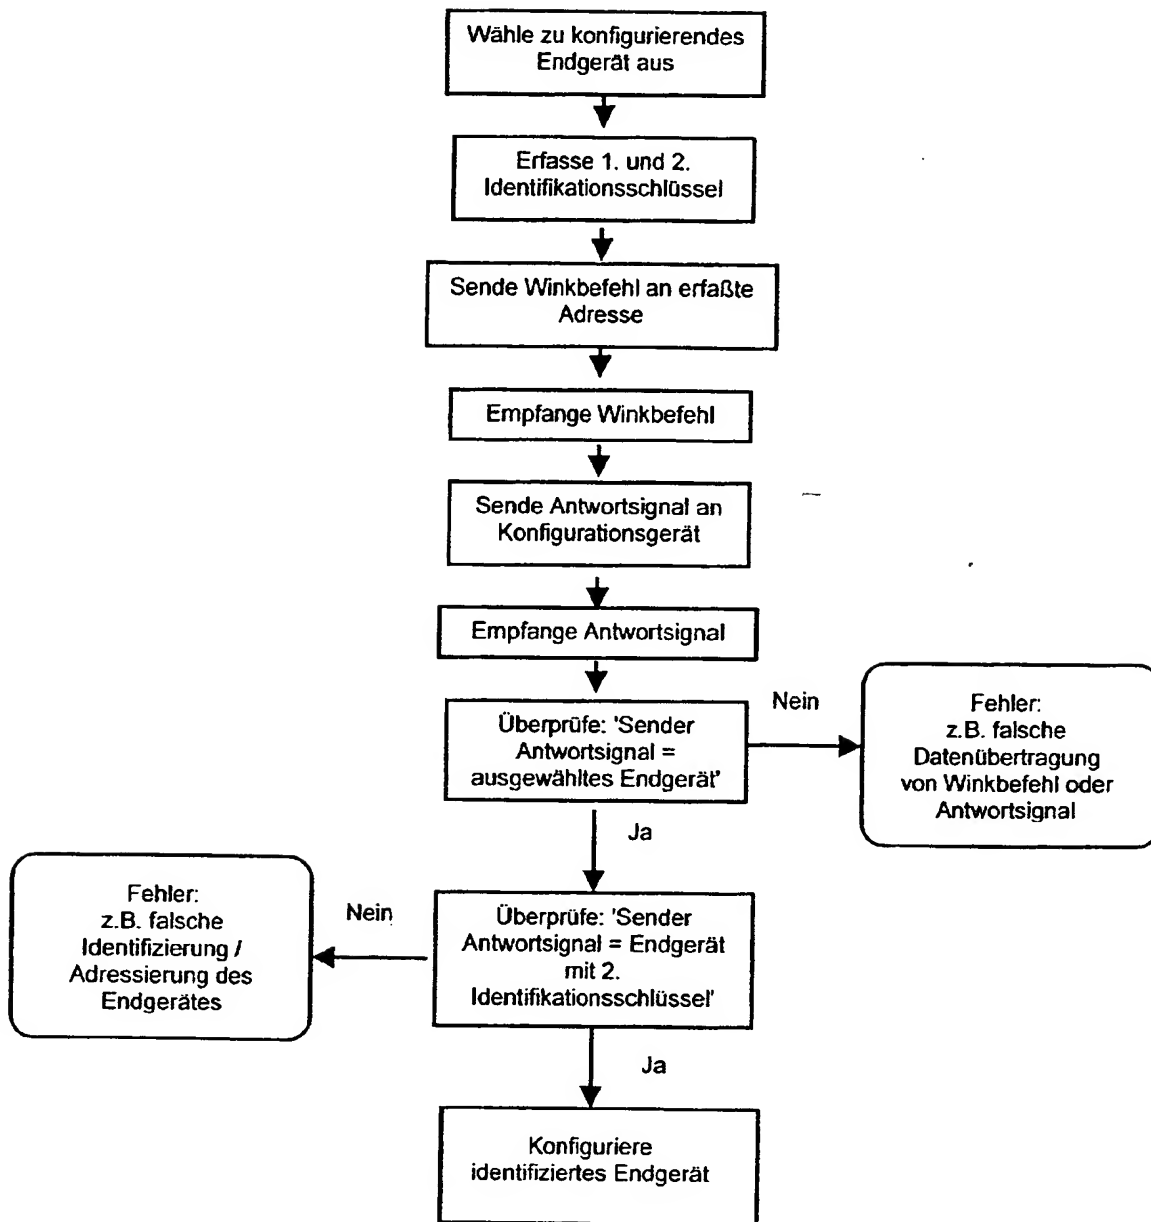 Wähle zu konfigurierendes
Endgerät aus
Erfasse 1. und 2.
Identifikationsschlüssel
Sende Winkbefehl an erfaßte
Adresse
Empfange Winkbefehl
Sende Antwortsignal an
Konfigurationsgerät
Empfange Antwortsignal
Überprüfe: 'Sender
Antwortsignal =
ausgewähltes Endgerät'
Nein
Fehler:
z.B. falsche
Datenübertragung
von Winkbefehl oder
Antwortsignal
Ja
Fehler:
z.B. falsche
Identifizierung /
Adressierung des
Endgerätes
Nein
Überprüfe: 'Sender
Antwortsignal = Endgerät
mit 2.
Identifikationsschlüssel'
Ja
Konfiguriere
identifiziertes Endgerät